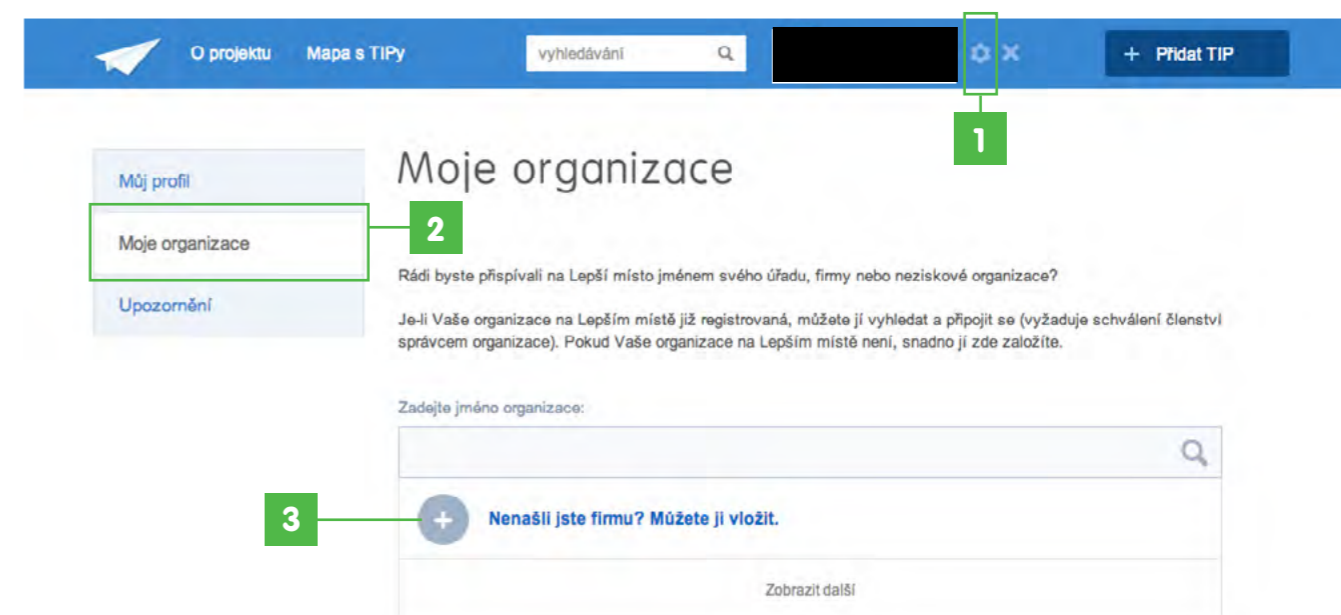 O projektu Mapa s TIPy vyhledávání + Přidat TIP
1
Můj profil
Moje organizace
Upozornění
2
Moje organizace
Rádi byste přispívali na Lepší místo jménem svého úřadu, firmy nebo neziskové organizace?
Je-li Vaše organizace na Lepším místě již registrovaná, můžete jí vyhledat a připojit se (vyžaduje schválení členství
správcem organizace). Pokud Vaše organizace na Lepším místě není, snadno jí zde založíte.
Zadejte jméno organizace:
3
+ Nenašli jste firmu? Můžete ji vložit.
Zobrazit další